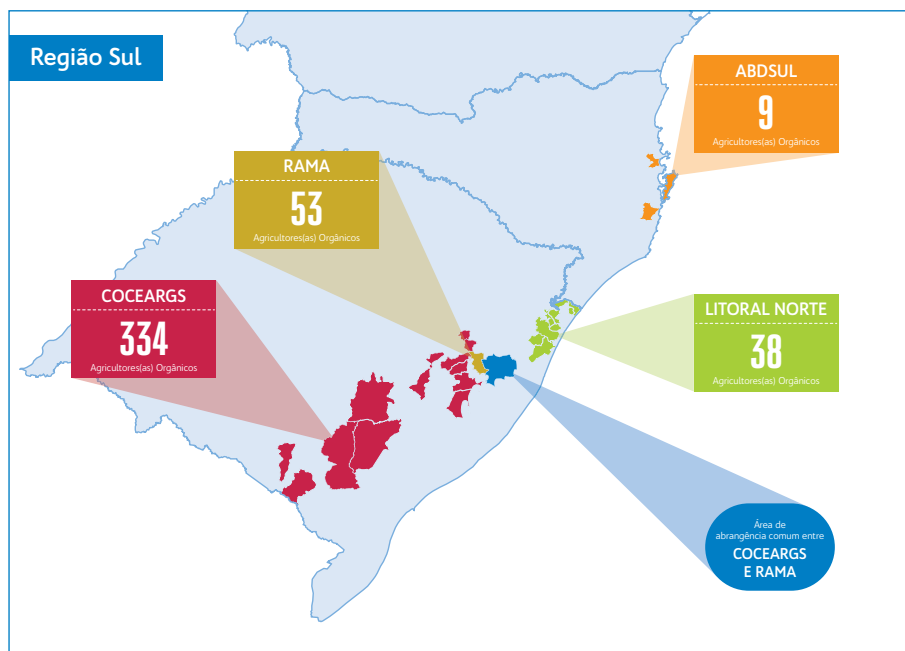 Região Sul
ABDSUL
9
Agricultores(as) Orgânicos
RAMA
53
Agricultores(as) Orgânicos
COCEARGS
334
Agricultores(as) Orgânicos
LITORAL NORTE
38
Agricultores(as) Orgânicos
Área de
abrangência comum entre
COCEARGS
E RAMA